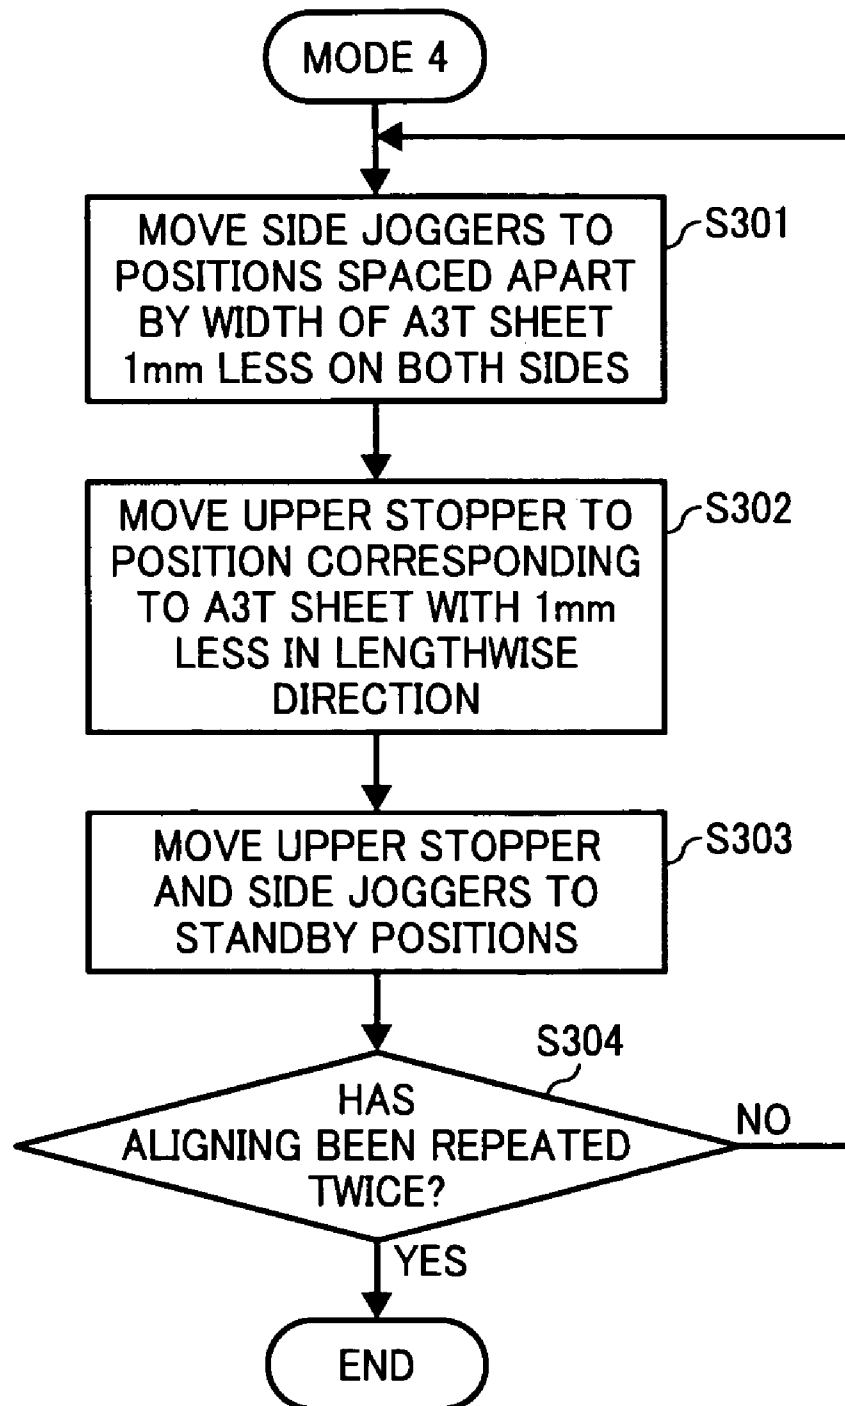 MODE 4
MOVE SIDE JOGGERS TO
POSITIONS SPACED APART
BY WIDTH OF A3T SHEET
1mm LESS ON BOTH SIDES
S301
MOVE UPPER STOPPER TO
POSITION CORRESPONDING
TO A3T SHEET WITH 1mm
LESS IN LENGTHWISE
DIRECTION
S302
MOVE UPPER STOPPER
AND SIDE JOGGERS TO
STANDBY POSITIONS
S303
S304
HAS
ALIGNING BEEN REPEATED
TWICE?
NO
YES
END